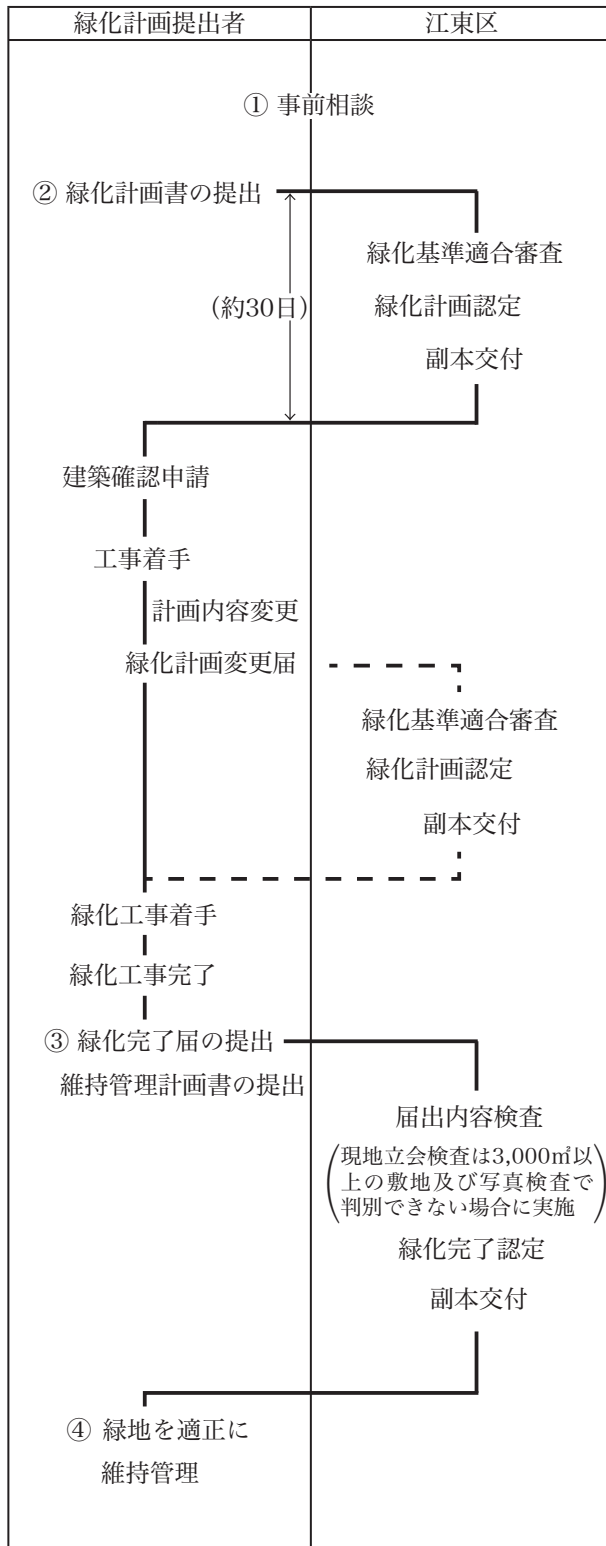 緑化計画提出者
江東区
① 事前相談
② 緑化計画書の提出
緑化基準適合審査
(約30日)
緑化計画認定
副本交付
建築確認申請
工事着手
計画内容変更
緑化計画変更届
緑化基準適合審査
緑化計画認定
副本交付
緑化工事着手
緑化工事完了
③ 緑化完了届の提出
維持管理計画書の提出
届出内容検査
(現地立会検査は3,000㎡以
上の敷地及び写真検査で
判別できない場合に実施)
緑化完了認定
副本交付
④ 緑地を適正に
維持管理